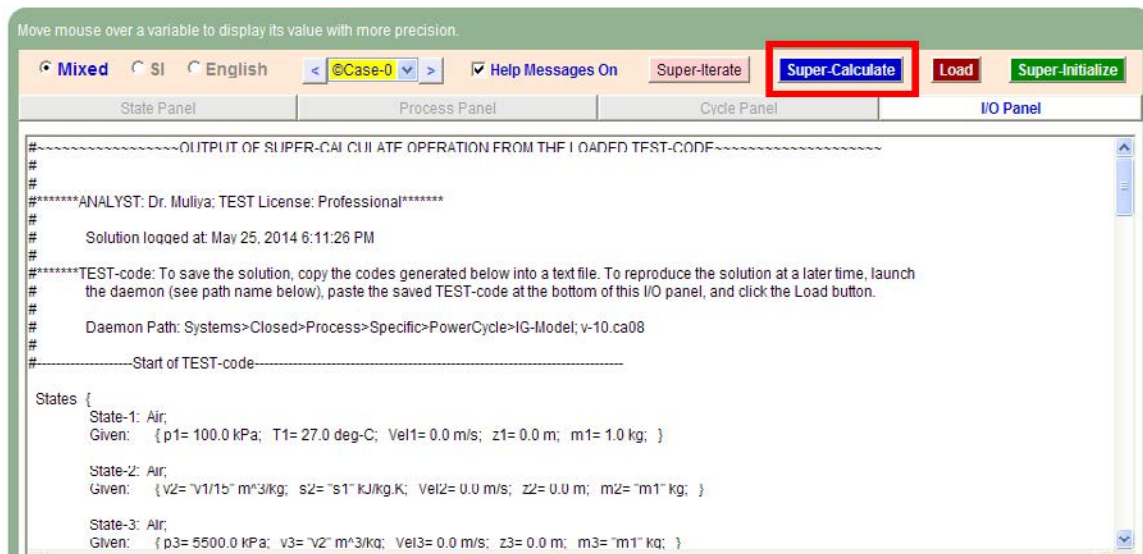 Move mouse over a variable to display its value with more precision.
Mixed SI English < ©Case-0 > Help Messages On Super-Iterate Super-Calculate Load Super-Initialize
State Panel Process Panel Cycle Panel I/O Panel
#~~~~~~~~~~~~~~~~~~OUTPUT OF SUPER-CALCULATE OPERATION FROM THE LOADED TEST-CODE~~~~~~~~~~~~~~~~~~~~~
#
#
#*******ANALYST: Dr. Muliya; TEST License: Professional*******
#
# Solution logged at: May 25, 2014 6:11:26 PM
#
#*******TEST-code: To save the solution, copy the codes generated below into a text file. To reproduce the solution at a later time, launch
# the daemon (see path name below), paste the saved TEST-code at the bottom of this I/O panel, and click the Load button.
#
# Daemon Path: Systems>Closed>Process>Specific>PowerCycle>IG-Model; v-10.ca08
#
#--------------------Start of TEST-code-----------------------------------------------------------------------------
States {
State-1: Air;
Given: { p1= 100.0 kPa; T1= 27.0 deg-C; Vel1= 0.0 m/s; z1= 0.0 m; m1= 1.0 kg; }
State-2: Air;
Given: { v2= "v1/15" m^3/kg; s2= "s1" kJ/kg.K; Vel2= 0.0 m/s; z2= 0.0 m; m2= "m1" kg; }
State-3: Air;
Given: { p3= 5500.0 kPa; v3= "v2" m^3/kg; Vel3= 0.0 m/s; z3= 0.0 m; m3= "m1" kg; }